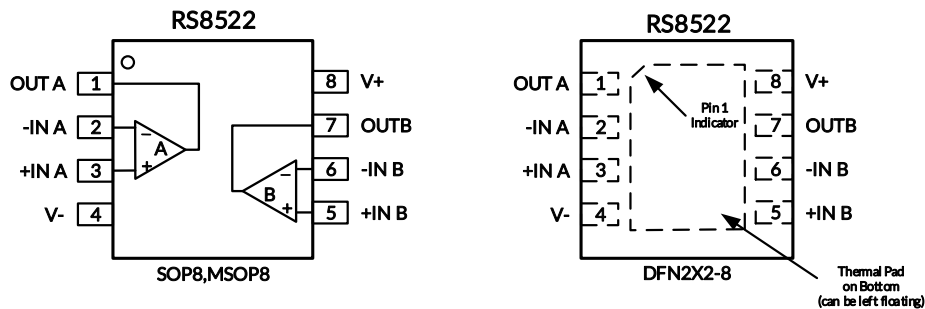 RS8522
OUT A 1
-IN A 2
+IN A 3
V- 4
8 V+
7 OUTB
6 -IN B
5 +IN B
− A +
− B +
SOP8,MSOP8
RS8522
OUT A 1
-IN A 2
+IN A 3
V- 4
8 V+
7 OUTB
6 -IN B
5 +IN B
Pin 1
Indicator
DFN2X2-8
Thermal Pad
on Bottom
(can be left floating)